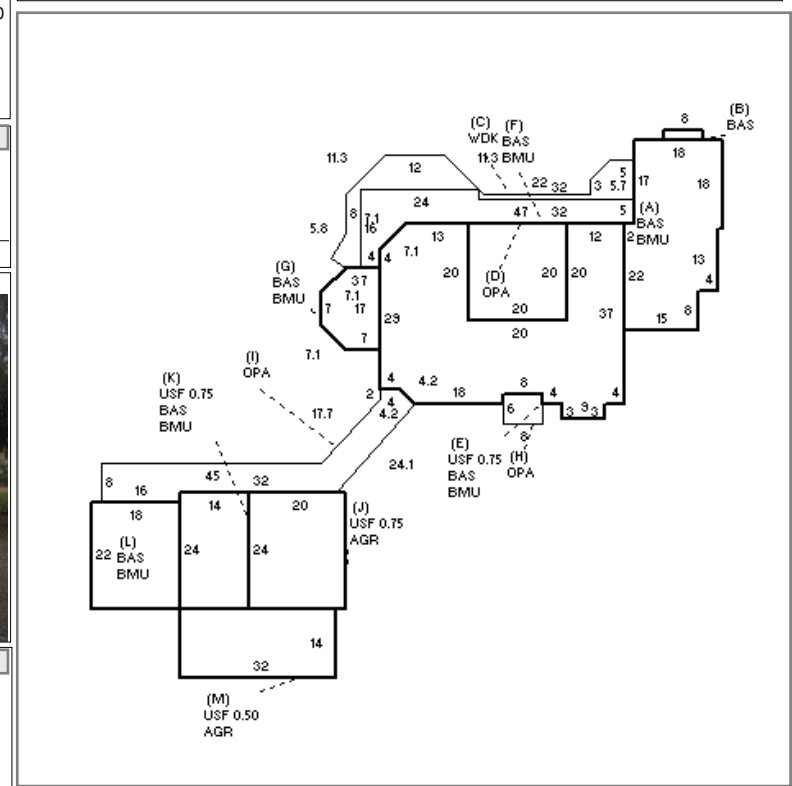 8
(B)
BAS
(C)
WDK
(F)
BAS
BMU
11.3
11.3
18
12
22
32
3
5
5.7
17
18
24
8
7.1
16
47
32
5
(A)
BAS
BMU
5.8
4
4
7.1
13
12
2
(G)
BAS
BMU
37
7.1
17
7
7
7.1
20
20
20
22
13
4
(D)
OPA
20
20
29
37
8
15
(I)
OPA
(K)
USF 0.75
BAS
BMU
4
4.2
2
4
4.2
18
8
6
4
4
3
9
3
8
17.7
(E)
USF 0.75
BAS
BMU
(H)
OPA
24.1
8
16
45
32
18
14
20
(J)
USF 0.75
AGR
22
(L)
BAS
BMU
24
24
14
32
(M)
USF 0.50
AGR